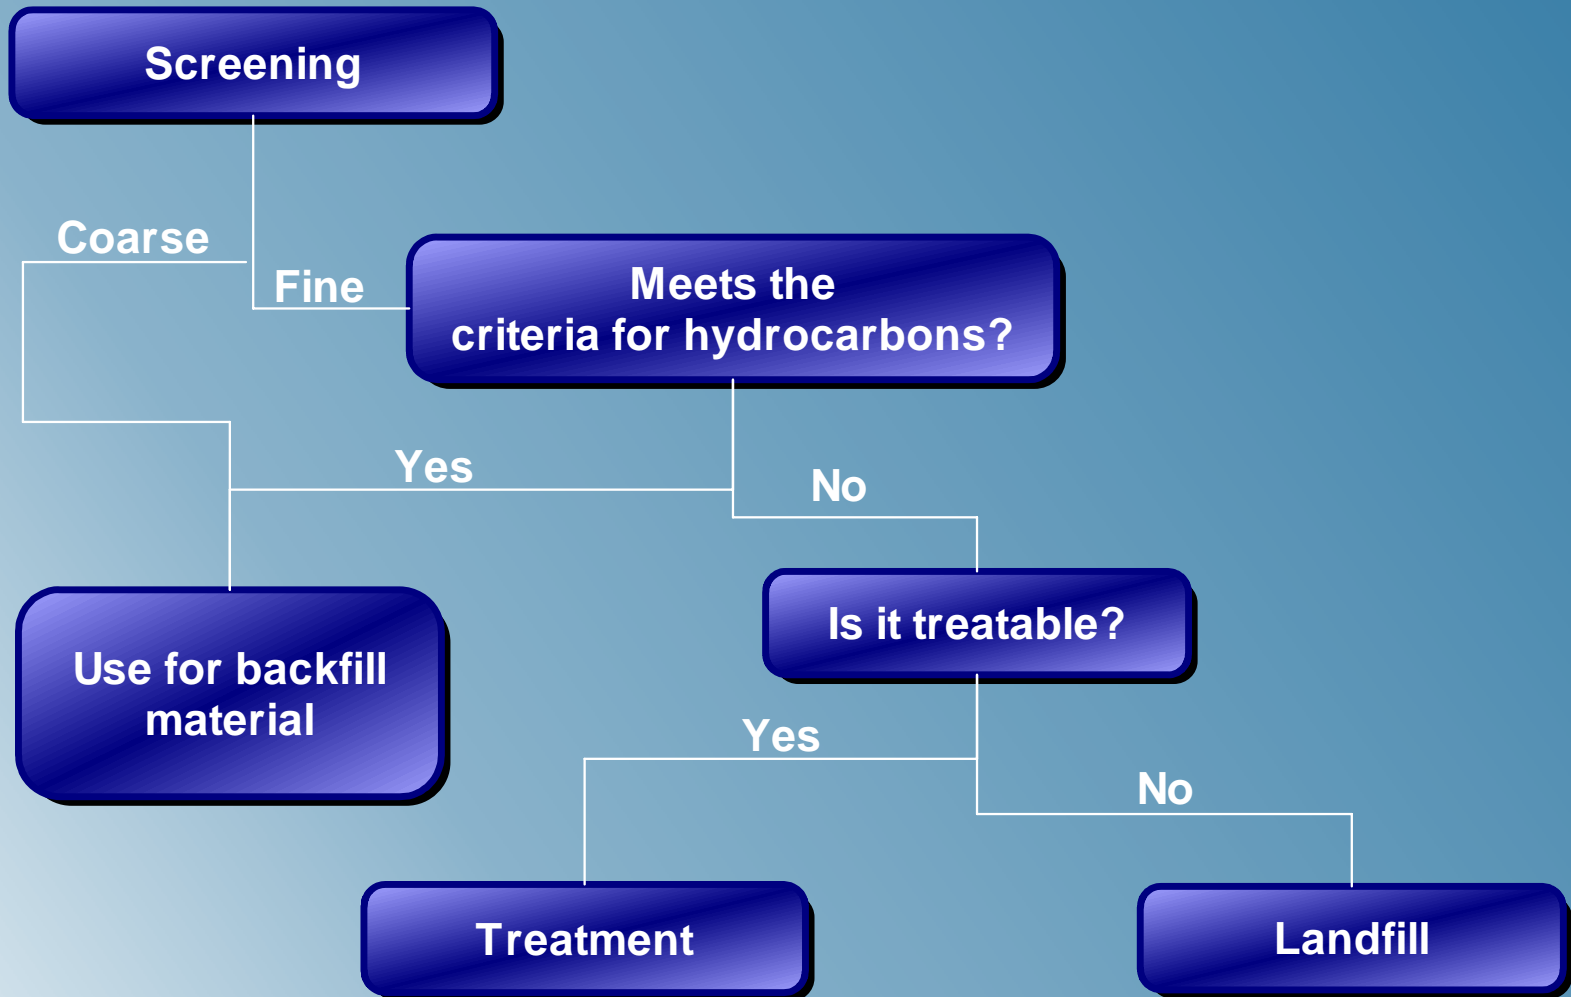 Screening
Coarse
Fine
Meets the
criteria for hydrocarbons?
Yes
No
Is it treatable?
Use for backfill
material
Yes
No
Treatment
Landfill